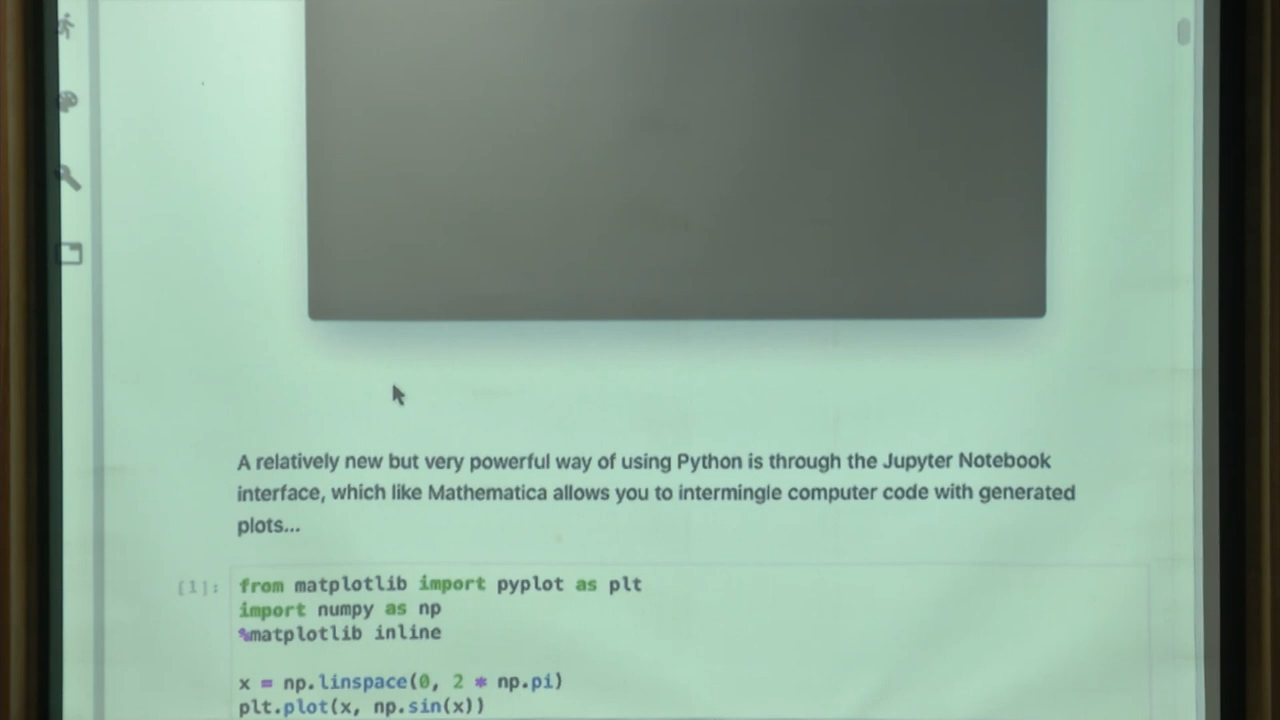 A relatively new but very powerful way of using Python is through the Jupyter Notebook
interface, which like Mathematica allows you to intermingle computer code with generated
plots...
[1]: from matplotlib import pyplot as plt
import numpy as np
%matplotlib inline
x = np.linspace(0, 2 * np.pi)
plt.plot(x, np.sin(x))